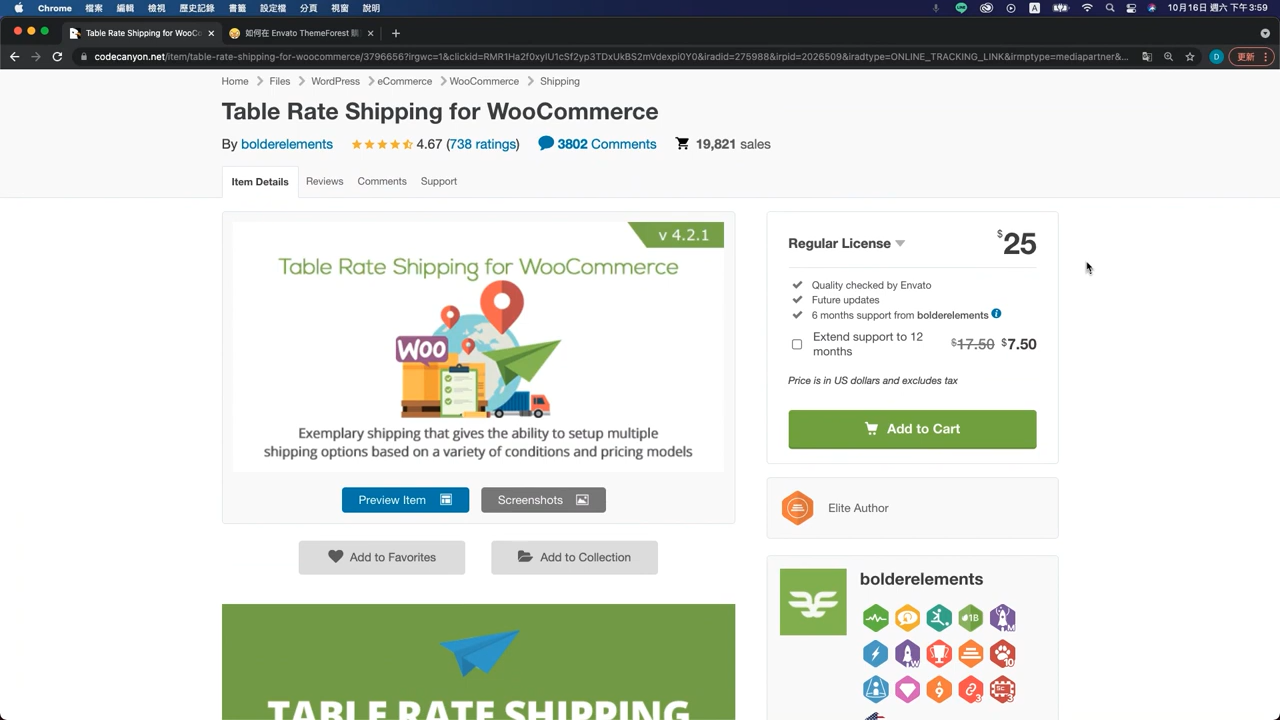 Chrome 檔案 編輯 顯示方式 瀏覽記錄 書籤 設定檔 分頁 視窗 說明
A
10月16日 週六 下午3:59
Table Rate Shipping for WooC
如何在 Envato ThemeForest 購
codecanyon.net/item/table-rate-shipping-for-woocommerce/3796656?irgwc=1&clickid=RMR1Ha2f0xyIU1cSf2yp3TDxUkBS2mVdexpi0Y0&iradid=275988&irpid=2026509&iradtype=ONLINE_TRACKING_LINK&irmptype=mediapartner&...
D
更新
Home Files WordPress eCommerce WooCommerce Shipping
Table Rate Shipping for WooCommerce
By bolderelements 4.67 (738 ratings) 3802 Comments 19,821 sales
Item Details Reviews Comments Support
v 4.2.1
Table Rate Shipping for WooCommerce
WOO
Exemplary shipping that gives the ability to setup multiple
shipping options based on a variety of conditions and pricing models
Preview Item Screenshots
Add to Favorites Add to Collection
TABLE RATE SHIPPING
Regular License $25
Quality checked by Envato
Future updates
6 months support from bolderelements
Extend support to 12
months
$17.50 $7.50
Price is in US dollars and excludes tax
Add to Cart
Elite Author
bolderelements